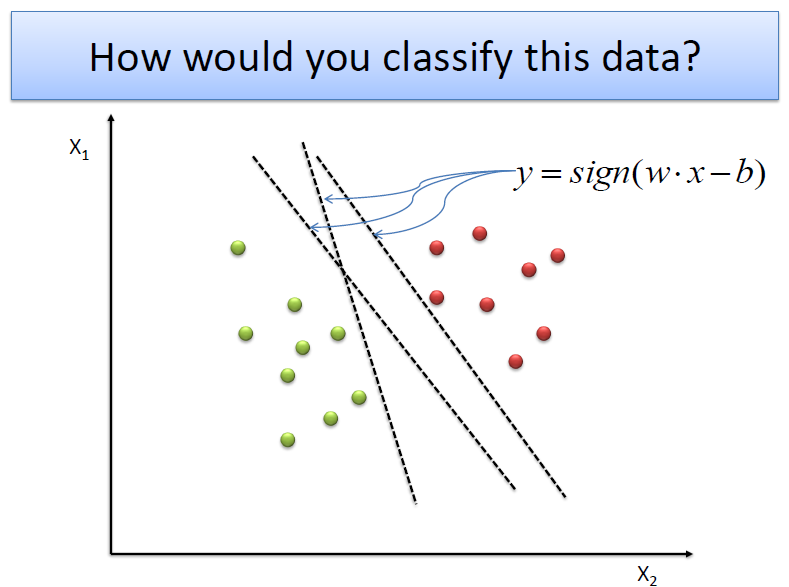 How would you classify this data?
X₁
y = sign(w · x − b)
X₂